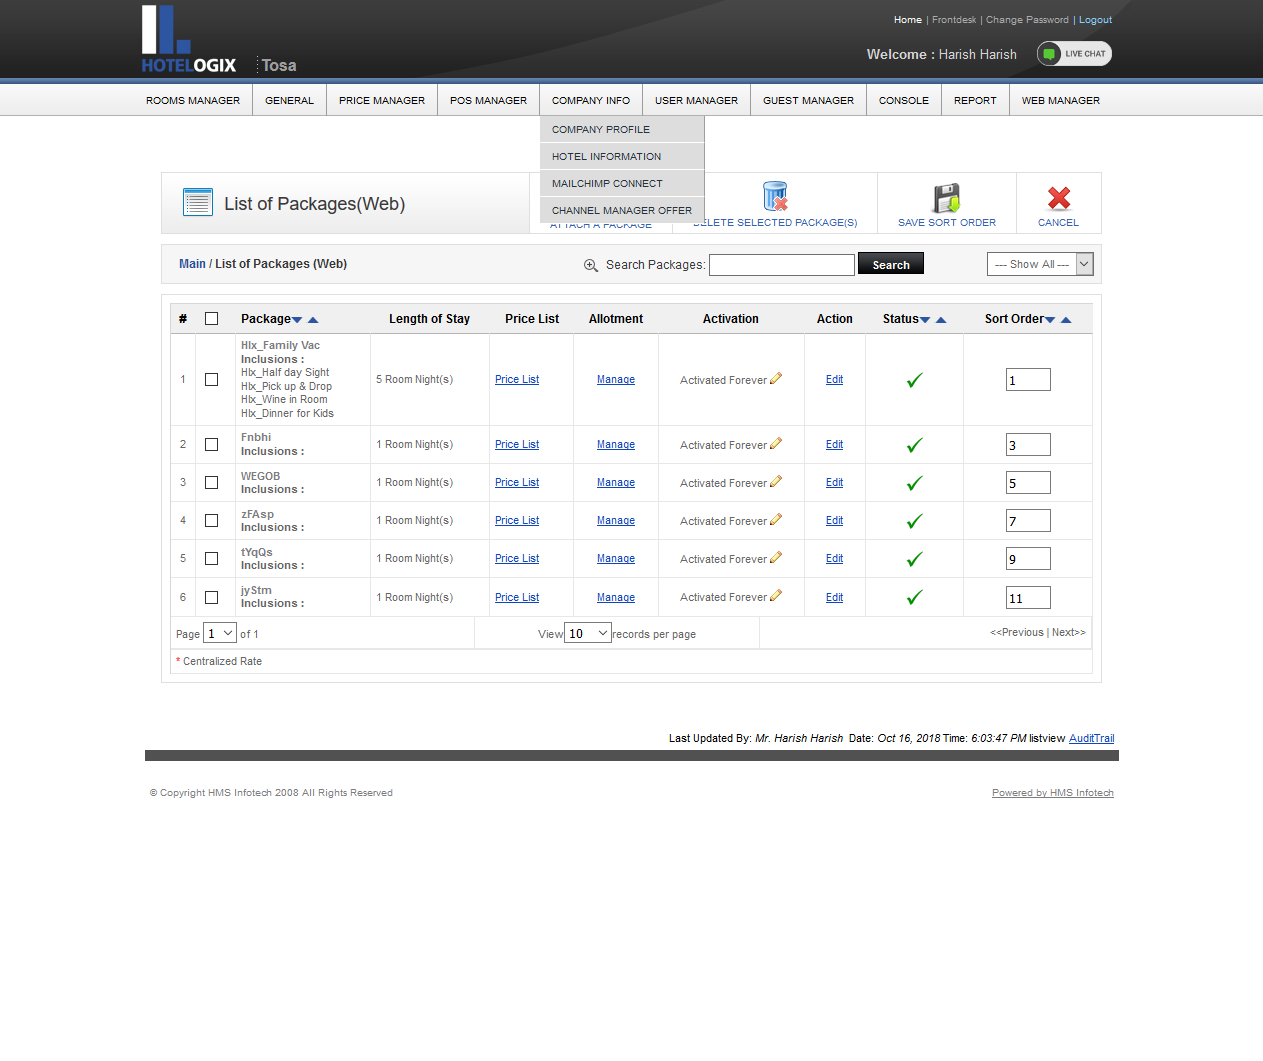 Home | Frontdesk | Change Password | Logout
HOTELOGIX Tosa
Welcome : Harish Harish LIVE CHAT
ROOMS MANAGER GENERAL PRICE MANAGER POS MANAGER COMPANY INFO USER MANAGER GUEST MANAGER CONSOLE REPORT WEB MANAGER
COMPANY PROFILE
HOTEL INFORMATION
MAILCHIMP CONNECT
CHANNEL MANAGER OFFER
List of Packages(Web)
ATTACH A PACKAGE DELETE SELECTED PACKAGE(S) SAVE SORT ORDER CANCEL
Main / List of Packages (Web) Search Packages: Search --- Show All ---
# Package Length of Stay Price List Allotment Activation Action Status Sort Order
Hlx_Family Vac
Inclusions :
Hlx_Half day Sight
1 5 Room Night(s) Price List Manage Activated Forever Edit 1
Hlx_Pick up & Drop
Hlx_Wine in Room
Hlx_Dinner for Kids
2 Fnbhi 1 Room Night(s) Price List Manage Activated Forever Edit 3
Inclusions :
3 WEGOB 1 Room Night(s) Price List Manage Activated Forever Edit 5
Inclusions :
4 zFAsp 1 Room Night(s) Price List Manage Activated Forever Edit 7
Inclusions :
5 tYqQs 1 Room Night(s) Price List Manage Activated Forever Edit 9
Inclusions :
6 jyStm 1 Room Night(s) Price List Manage Activated Forever Edit 11
Inclusions :
Page 1 of 1 View 10 records per page <<Previous | Next>>
* Centralized Rate
Last Updated By: Mr. Harish Harish Date: Oct 16, 2018 Time: 6:03:47 PM listview AuditTrail
© Copyright HMS Infotech 2008 All Rights Reserved Powered by HMS Infotech